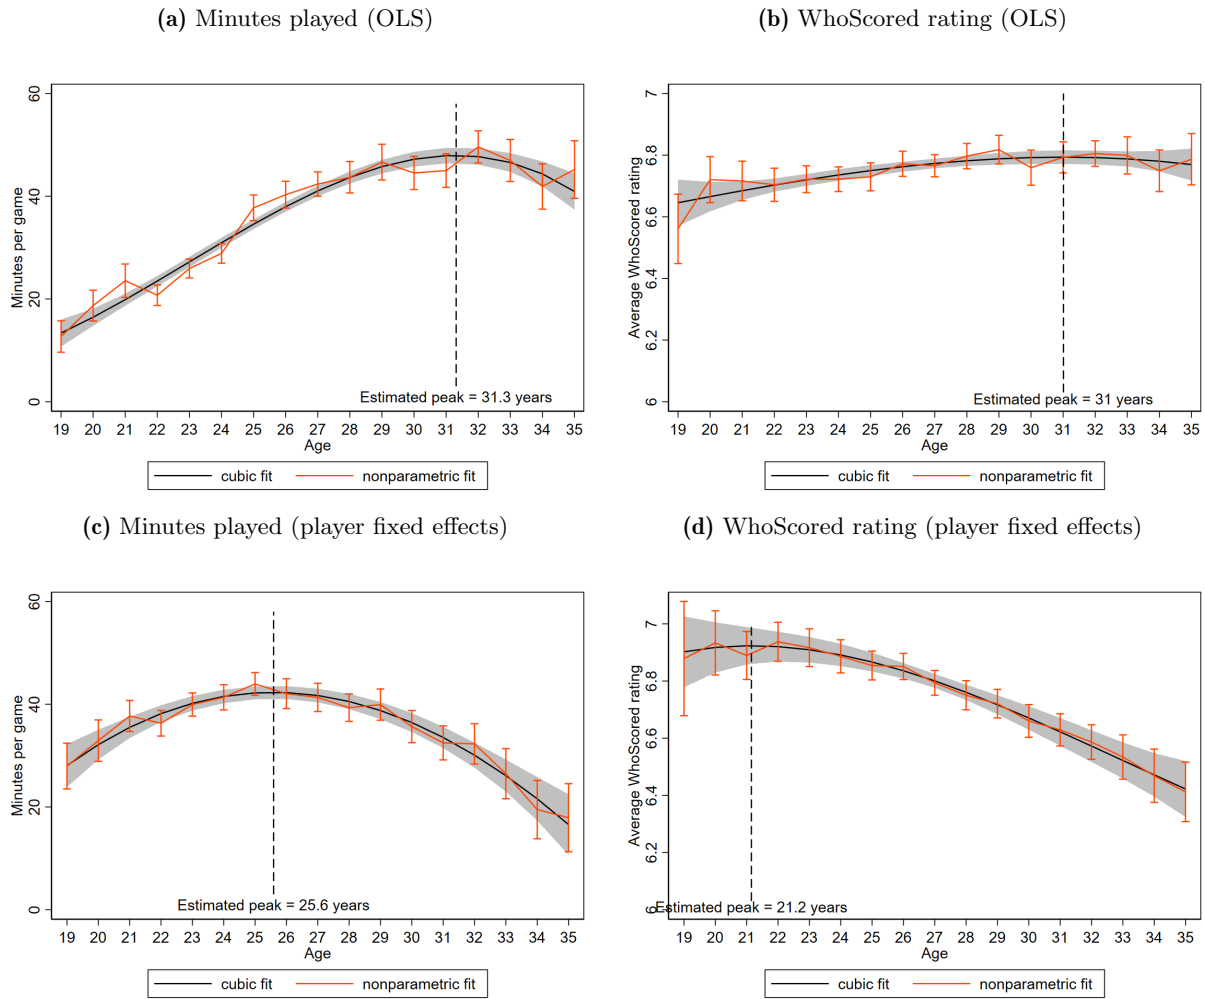 (a) Minutes played (OLS)
Minutes per game
60
40
20
0
Estimated peak = 31.3 years
19 20 21 22 23 24 25 26 27 28 29 30 31 32 33 34 35
Age
cubic fit nonparametric fit
(b) WhoScored rating (OLS)
Average WhoScored rating
7
6.8
6.6
6.4
6.2
6
Estimated peak = 31 years
19 20 21 22 23 24 25 26 27 28 29 30 31 32 33 34 35
Age
cubic fit nonparametric fit
(c) Minutes played (player fixed effects)
Minutes per game
60
40
20
0
Estimated peak = 25.6 years
19 20 21 22 23 24 25 26 27 28 29 30 31 32 33 34 35
Age
cubic fit nonparametric fit
(d) WhoScored rating (player fixed effects)
Average WhoScored rating
7
6.8
6.6
6.4
6.2
6
Estimated peak = 21.2 years
19 20 21 22 23 24 25 26 27 28 29 30 31 32 33 34 35
Age
cubic fit nonparametric fit